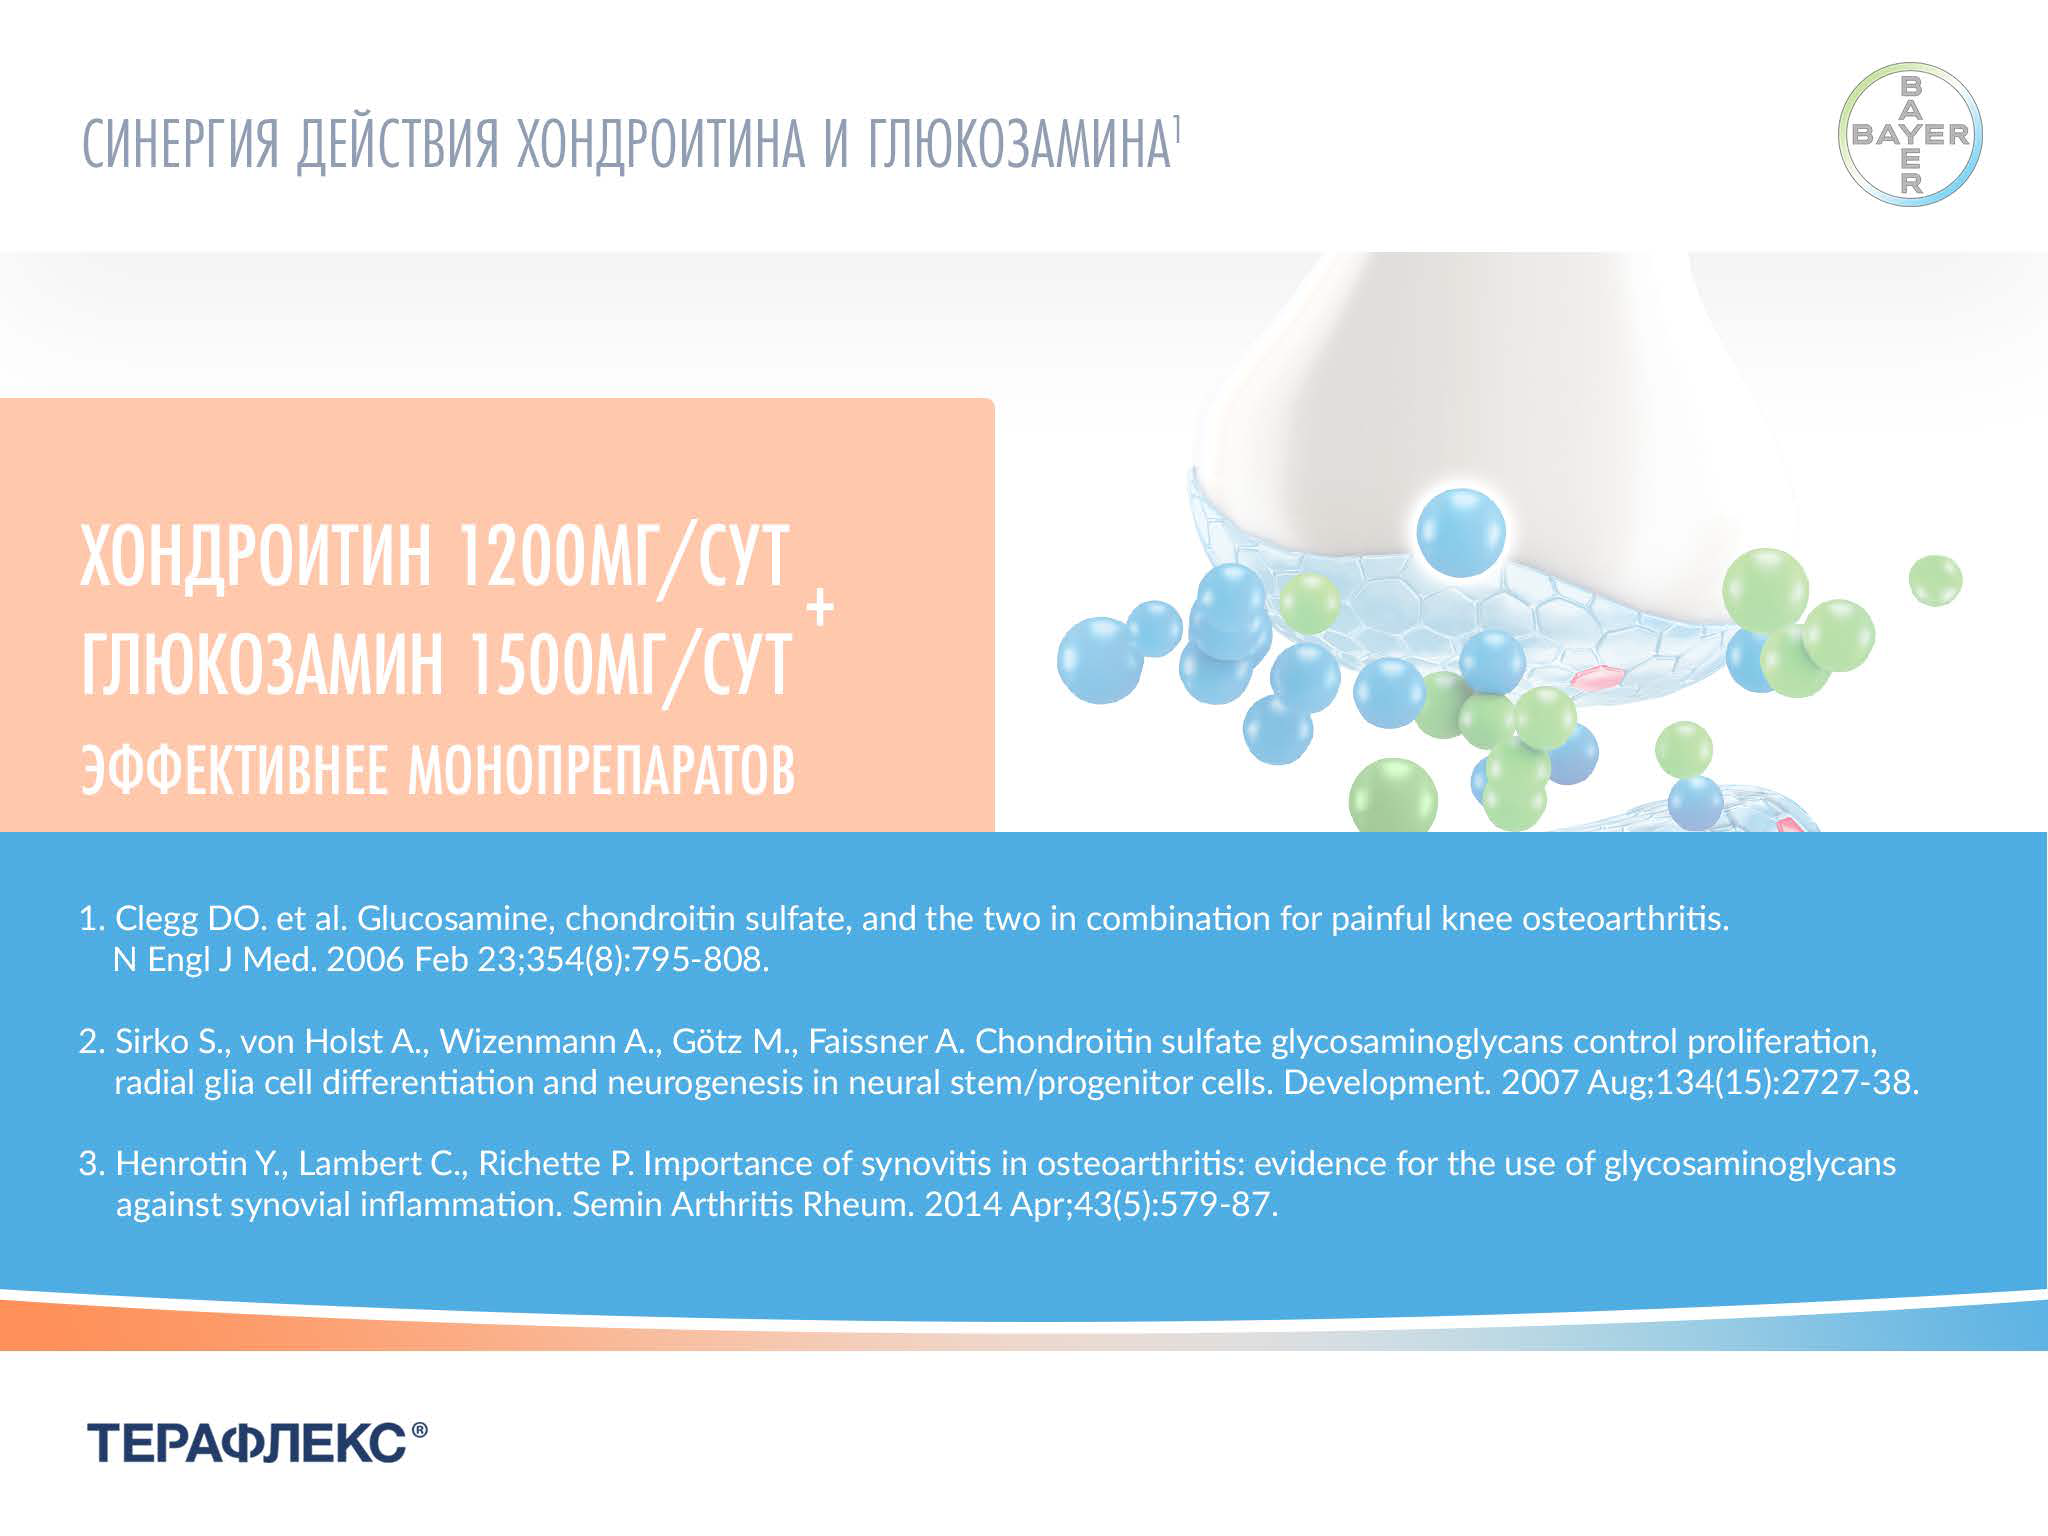 СИНЕРГИЯ ДЕЙСТВИЯ ХОНДРОИТИНА И ГЛЮКОЗАМИНА¹
BAYER
BAYER
ХОНДРОИТИН 1200МГ/СУТ
+
ГЛЮКОЗАМИН 1500МГ/СУТ
ЭФФЕКТИВНЕЕ МОНОПРЕПАРАТОВ
1. Clegg DO. et al. Glucosamine, chondroitin sulfate, and the two in combination for painful knee osteoarthritis.
N Engl J Med. 2006 Feb 23;354(8):795-808.
2. Sirko S., von Holst A., Wizenmann A., Götz M., Faissner A. Chondroitin sulfate glycosaminoglycans control proliferation,
radial glia cell differentiation and neurogenesis in neural stem/progenitor cells. Development. 2007 Aug;134(15):2727-38.
3. Henrotin Y., Lambert C., Richette P. Importance of synovitis in osteoarthritis: evidence for the use of glycosaminoglycans
against synovial inflammation. Semin Arthritis Rheum. 2014 Apr;43(5):579-87.
ТЕРАФЛЕКС®